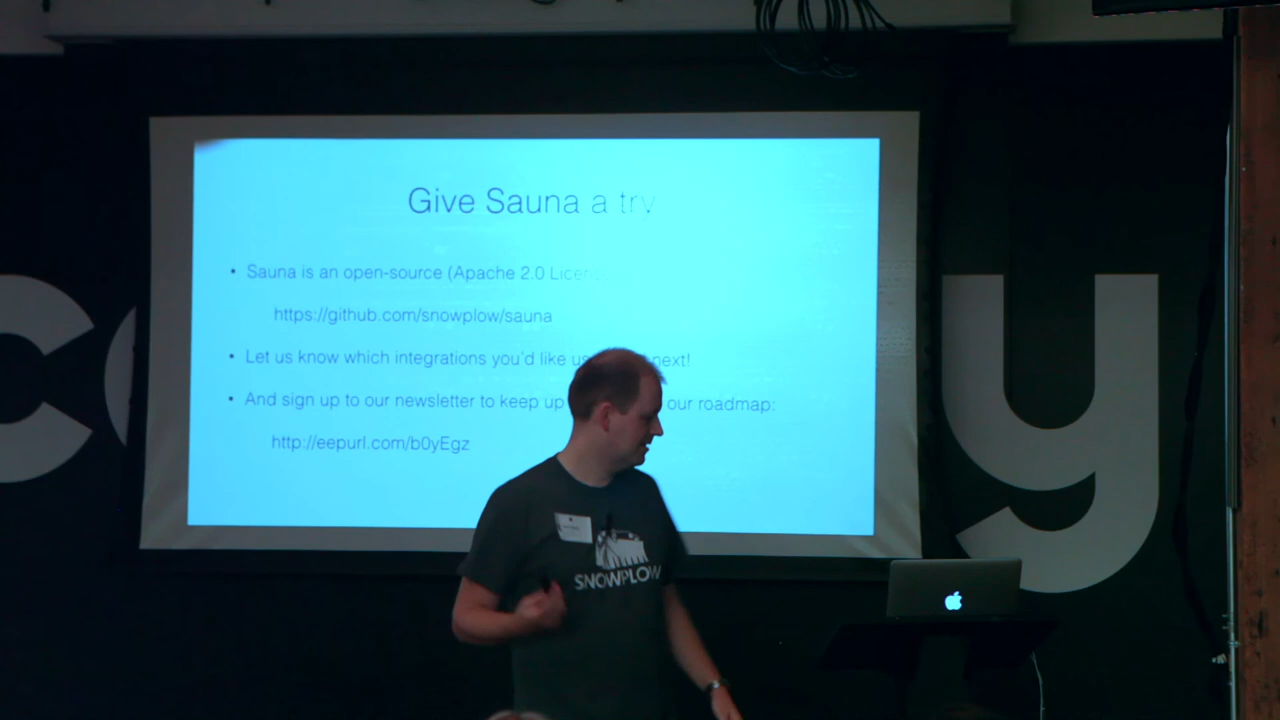 Give Sauna a try
• Sauna is an open-source (Apache 2.0
https://github.com/snowplow/sauna
• Let us know which integrations you'd like next!
• And sign up to our newsletter to keep up our roadmap:
http://eepurl.com/b0yEgz
SNOWPLOW
co
y